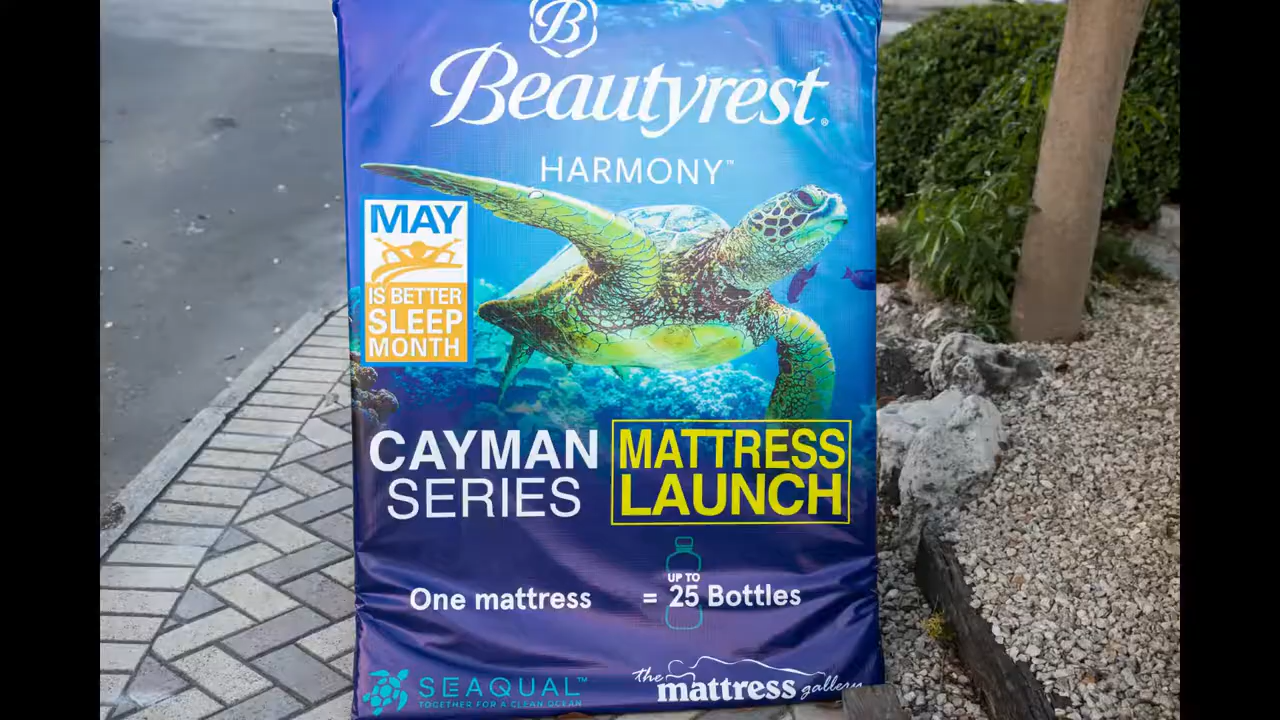 B
Beautyrest®
HARMONY™
MAY
IS BETTER
SLEEP
MONTH
CAYMAN
SERIES
MATTRESS
LAUNCH
One mattress = UP TO 25 Bottles
SEAQUAL™
TOGETHER FOR A CLEAN OCEAN
the mattress gallery